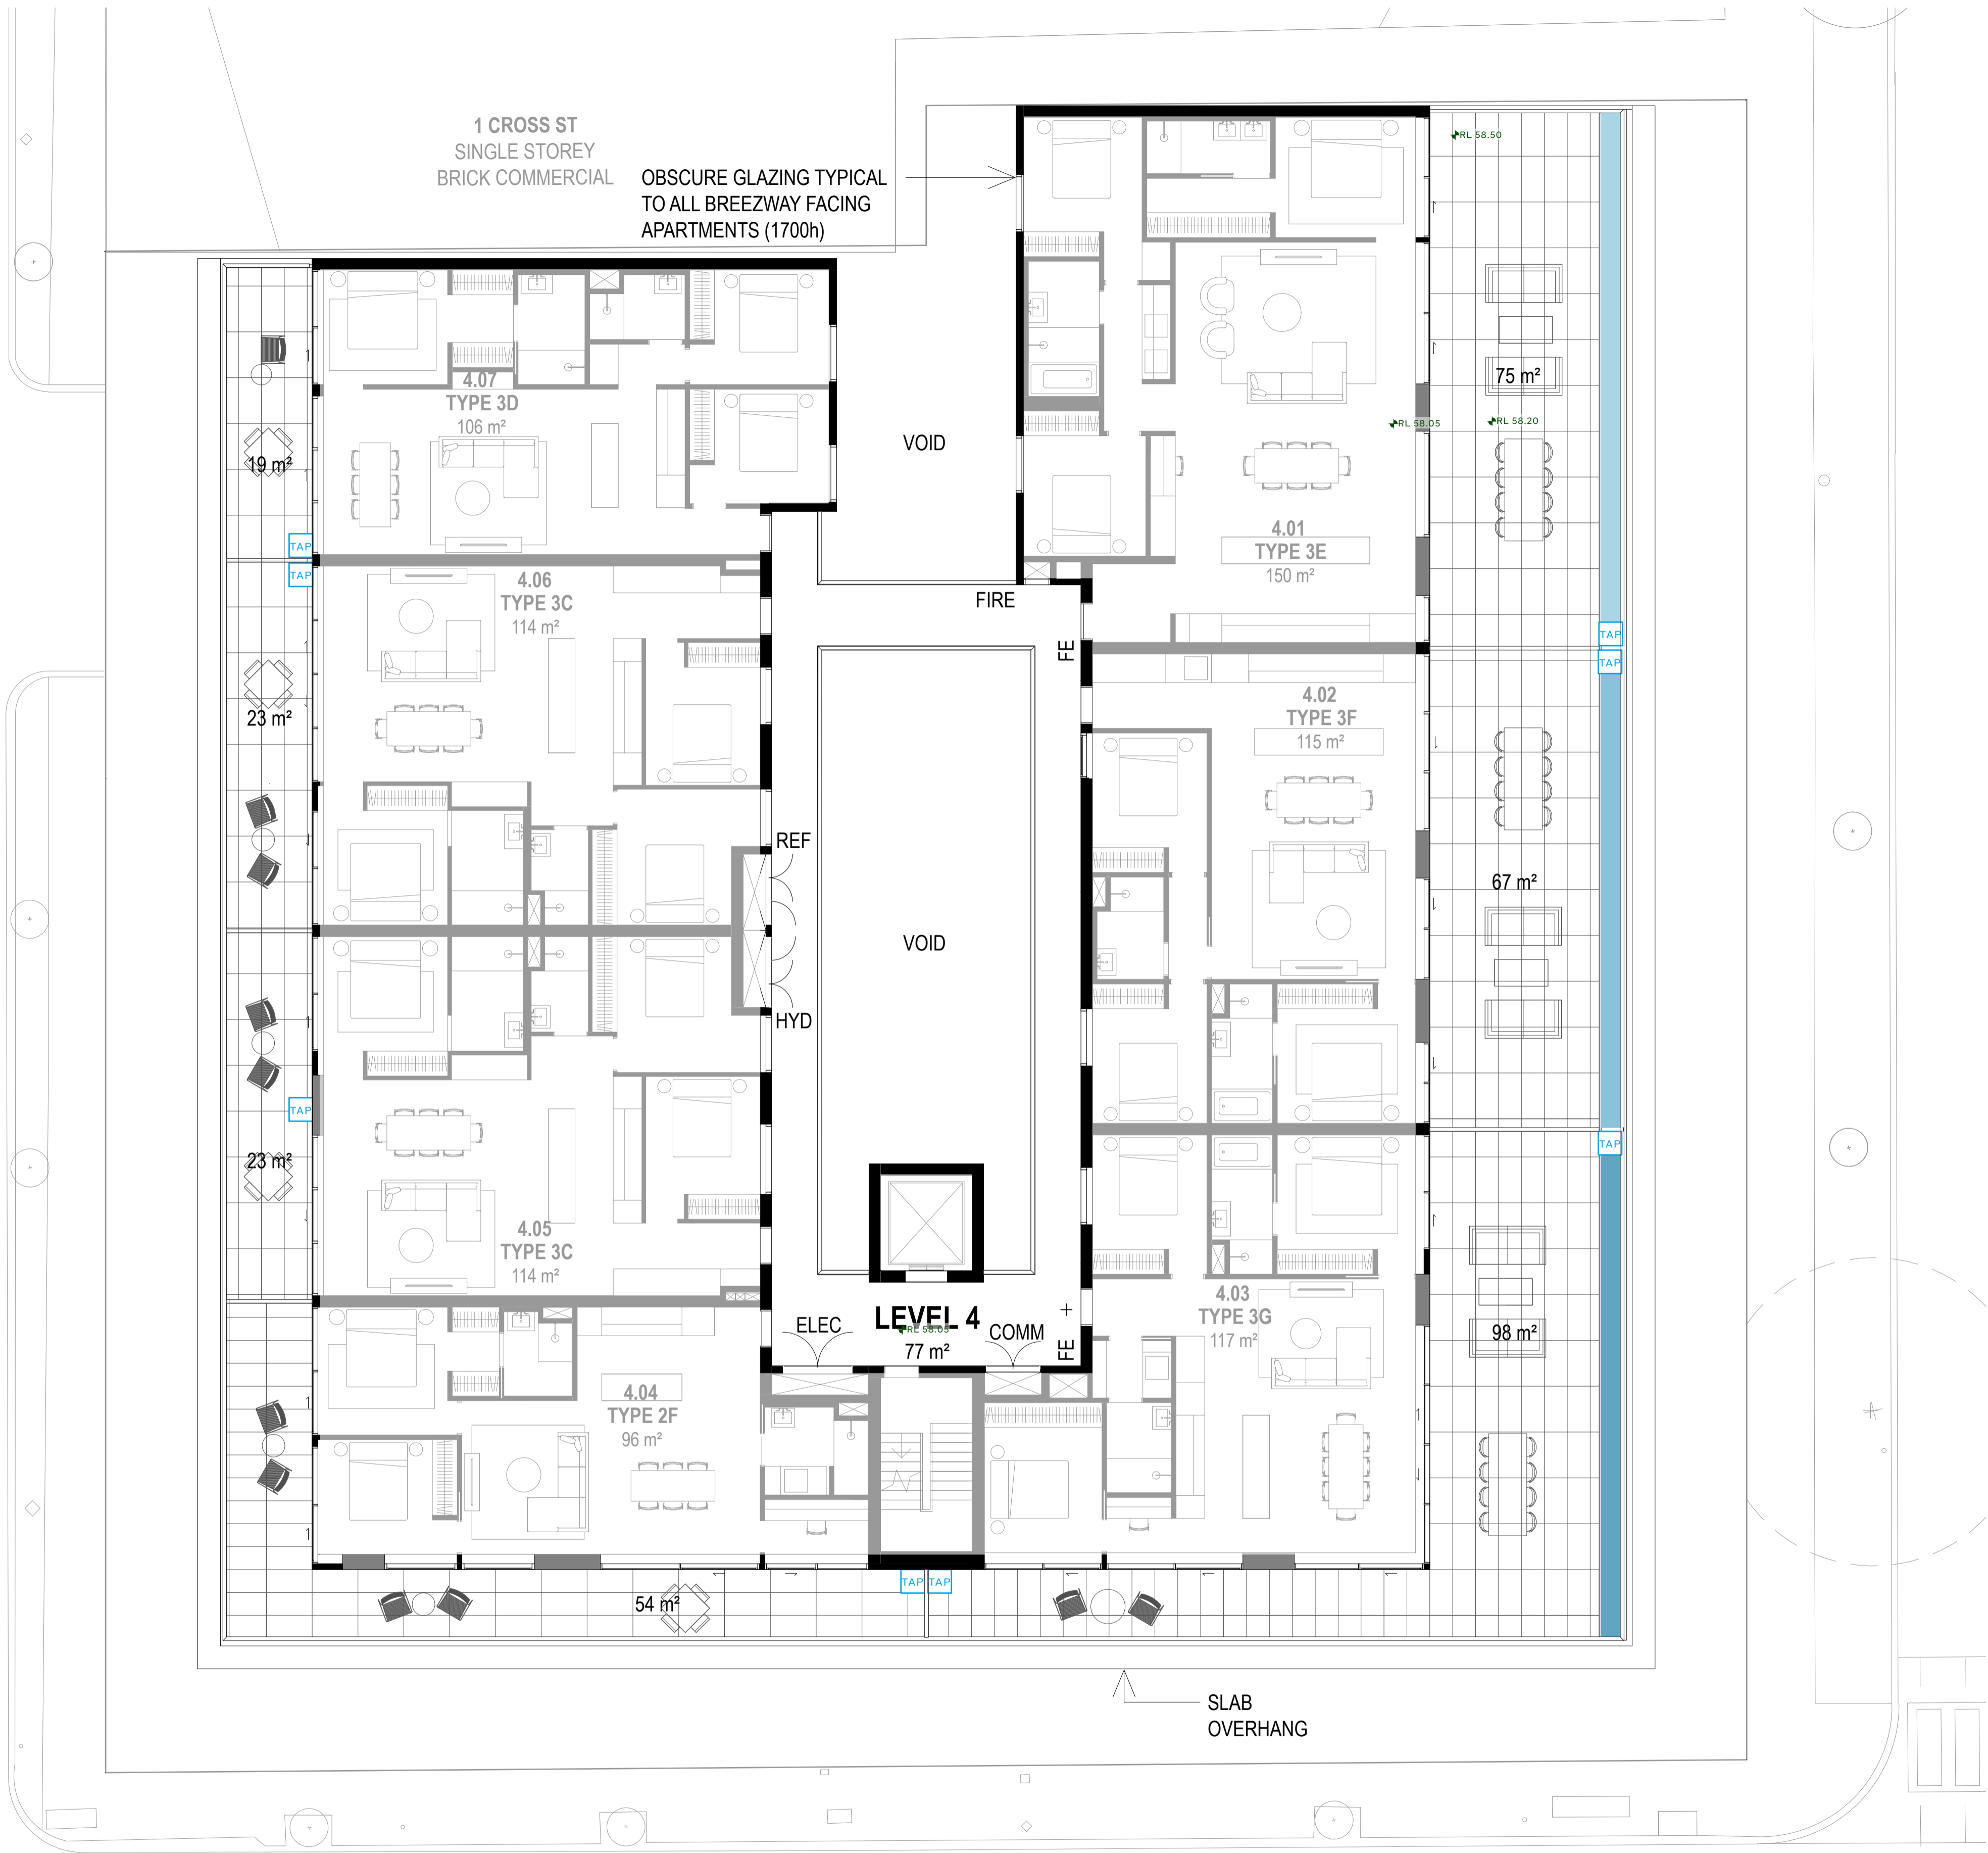 1 CROSS ST
SINGLE STOREY
BRICK COMMERCIAL
OBSCURE GLAZING TYPICAL
TO ALL BREEZWAY FACING
APARTMENTS (1700h)
RL 58.50
4.07
TYPE 3D
106 m²
19 m²
TAP
TAP
VOID
75 m²
RL 58.05
RL 58.20
4.01
TYPE 3E
150 m²
4.06
TYPE 3C
114 m²
FIRE
FE
TAP
TAP
23 m²
4.02
TYPE 3F
115 m²
REF
67 m²
VOID
HYD
TAP
23 m²
TAP
4.05
TYPE 3C
114 m²
4.03
TYPE 3G
117 m²
98 m²
ELEC
LEVEL 4
RL 58.05
77 m²
COMM
FE
4.04
TYPE 2F
96 m²
54 m²
TAP
TAP
SLAB
OVERHANG